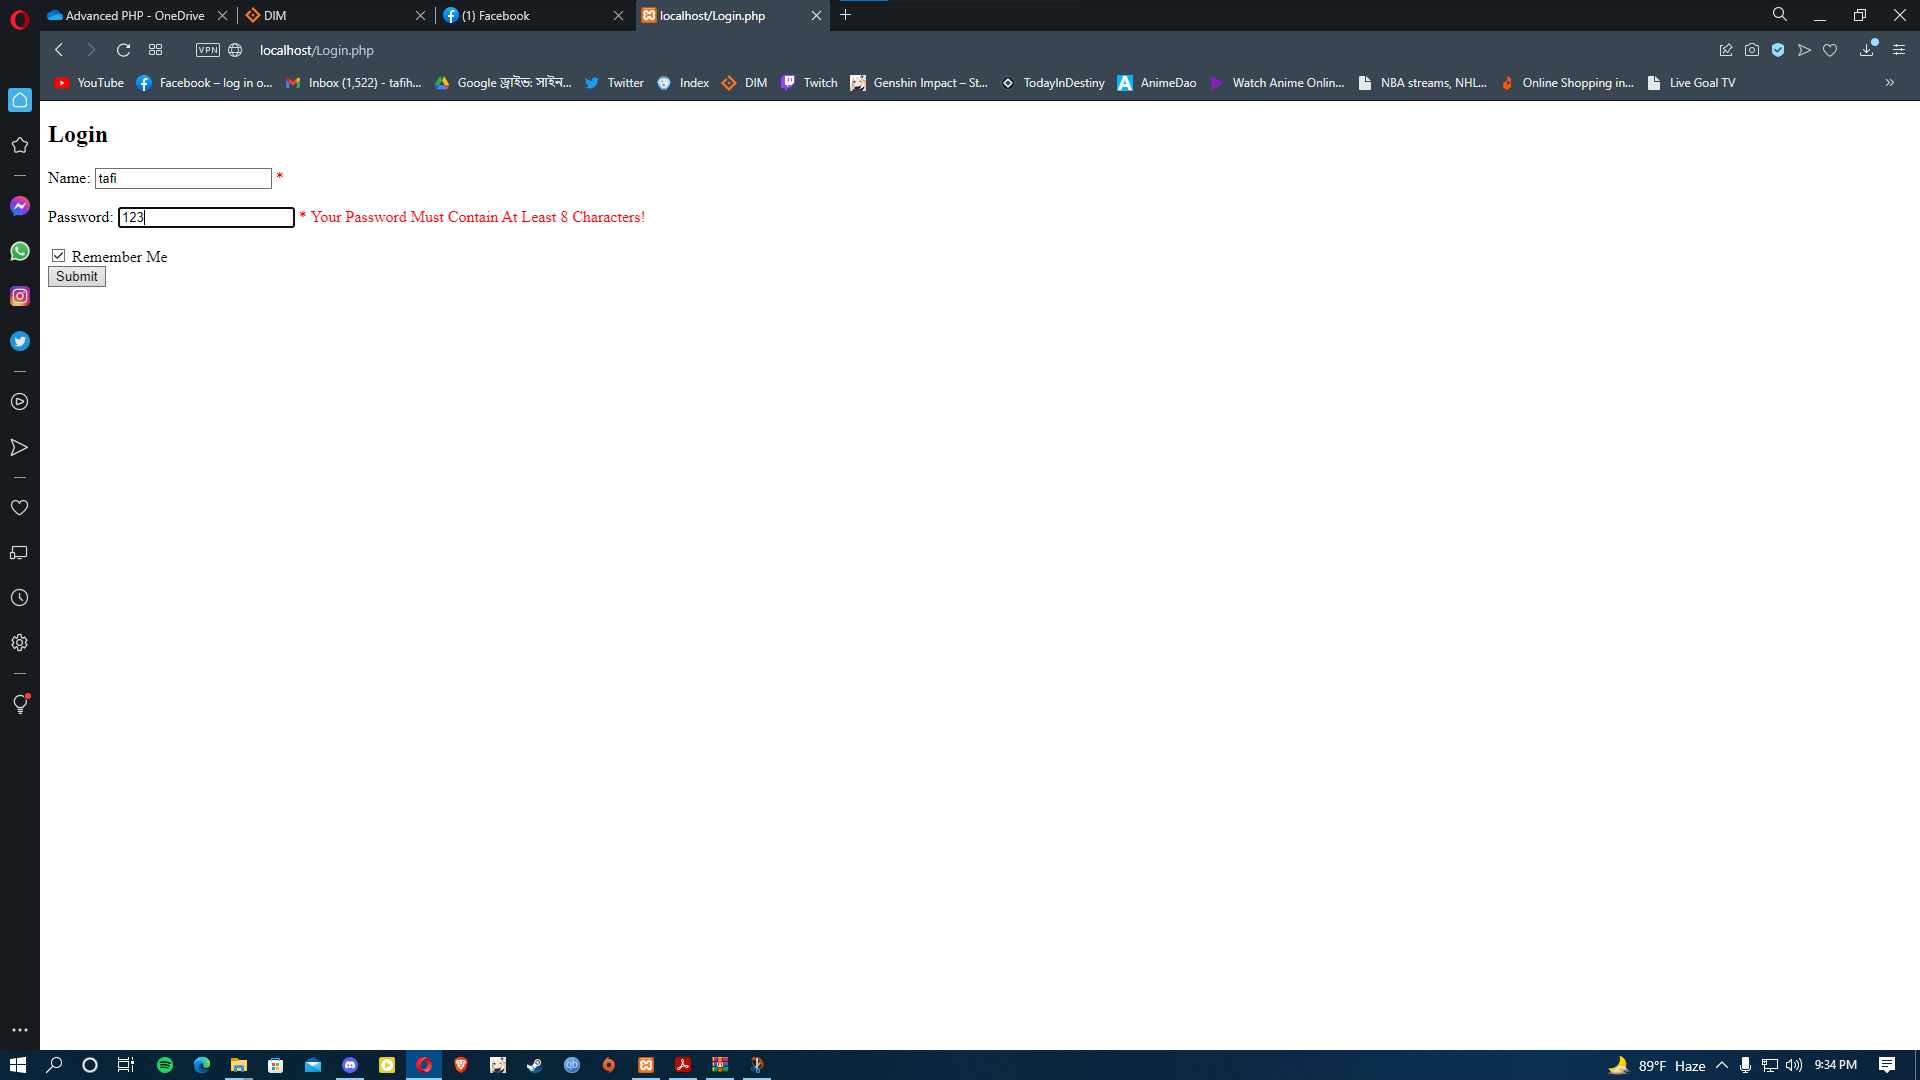 Advanced PHP - OneDrive
DIM
(1) Facebook
localhost/Login.php
VPN
localhost/Login.php
YouTube
Facebook – log in o...
Inbox (1,522) - tafih...
Google ড্রাইভ: সাইন...
Twitter
Index
DIM
Twitch
Genshin Impact – St...
TodayInDestiny
AnimeDao
Watch Anime Onlin...
NBA streams, NHL...
Online Shopping in...
Live Goal TV
Login
Name: tafi *
Password: 123 * Your Password Must Contain At Least 8 Characters!
Remember Me
Submit
89°F Haze
9:34 PM